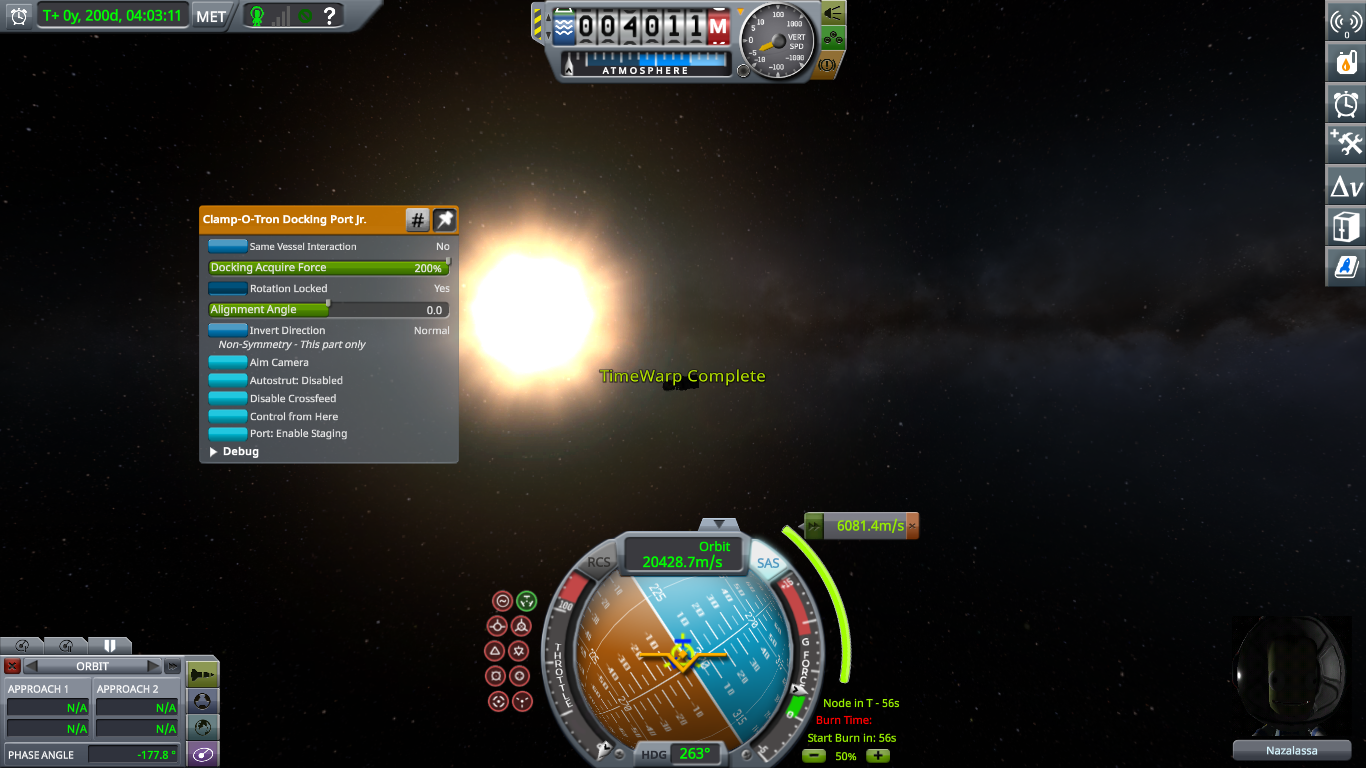 T+ 0y, 200d, 04:03:11
MET
?
004011 M
ATMOSPHERE
VERT
SPD
0
Δv
Clamp-O-Tron Docking Port Jr.
#
Same Vessel Interaction No
Docking Acquire Force 200%
Rotation Locked Yes
Alignment Angle 0.0
Invert Direction Normal
Non-Symmetry - This part only
Aim Camera
Autostrut: Disabled
Disable Crossfeed
Control from Here
Port: Enable Staging
Debug
TimeWarp Complete
6081.4m/s
Orbit
20428.7m/s
RCS
SAS
THROTTLE
G FORCE
HDG 263°
Node in T - 56s
Burn Time:
Start Burn in: 56s
50%
ORBIT
APPROACH 1 APPROACH 2
N/A N/A
N/A N/A
PHASE ANGLE -177.8 °
Nazalassa